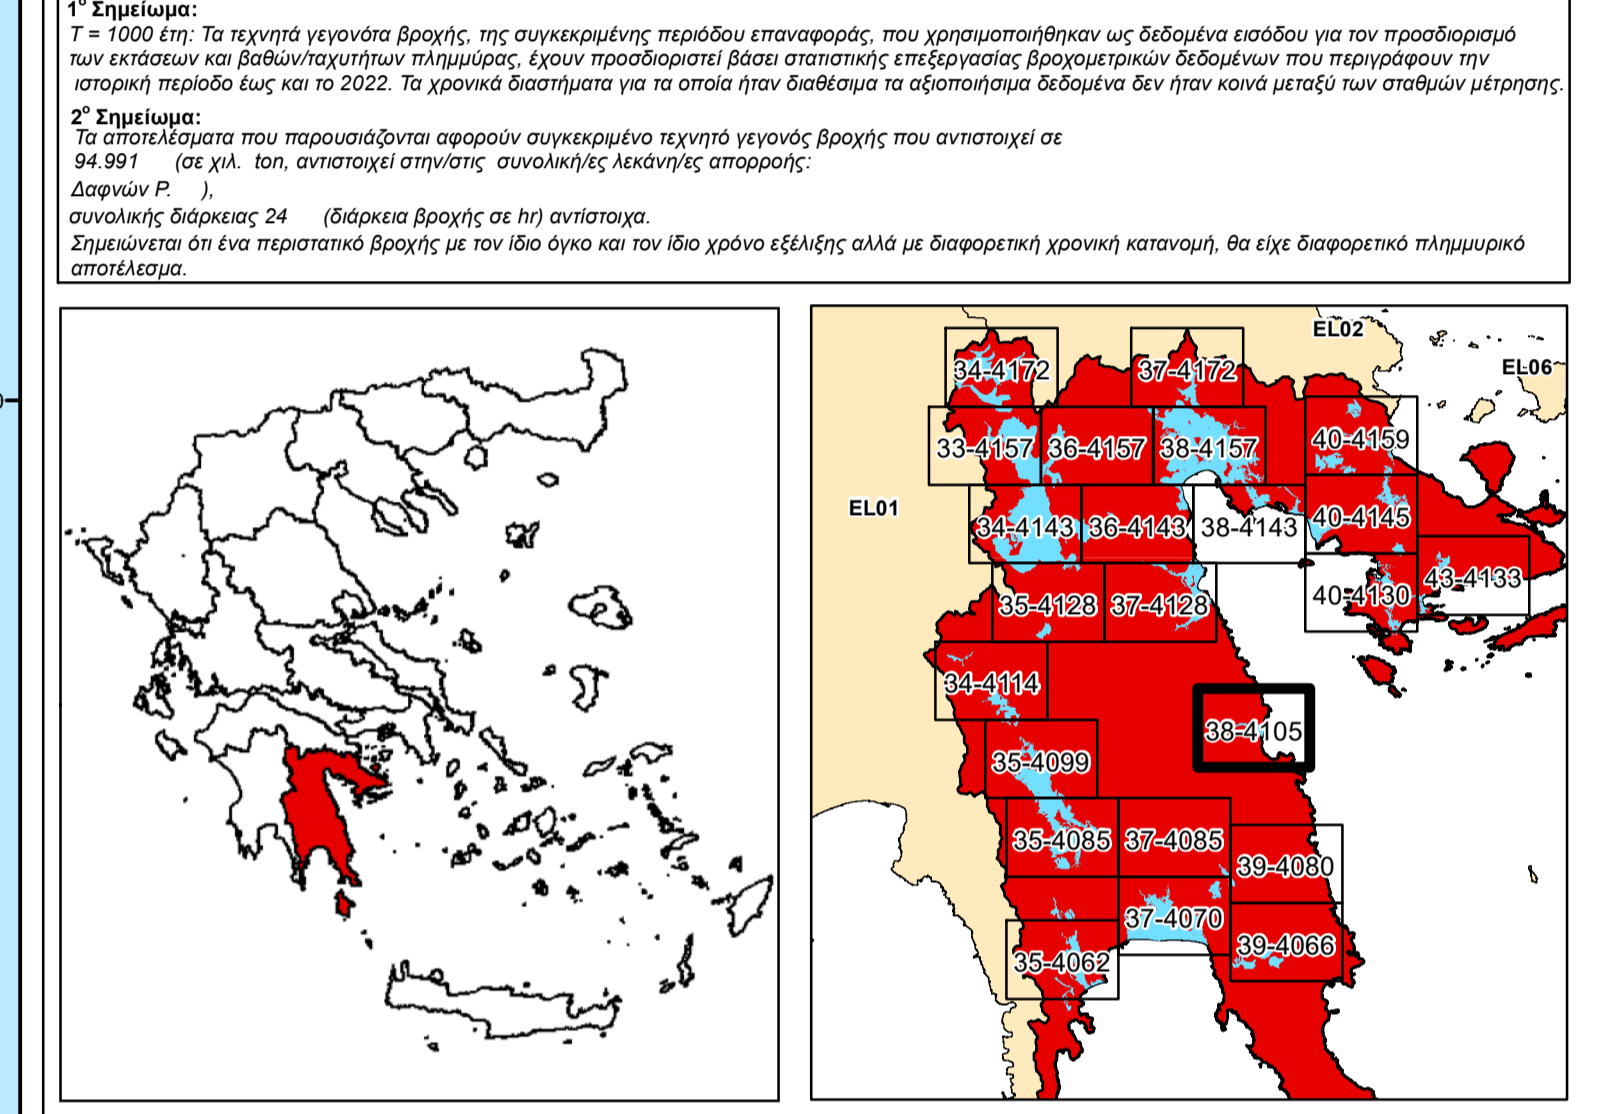 1ο Σημείωμα:
T = 1000 έτη: Τα τεχνητά γεγονότα βροχής, της συγκεκριμένης περιόδου επαναφοράς, που χρησιμοποιήθηκαν ως δεδομένα εισόδου για τον προσδιορισμό
των εκτάσεων και βαθών/ταχυτήτων πλημμύρας, έχουν προσδιοριστεί βάσει στατιστικής επεξεργασίας βροχομετρικών δεδομένων που περιγράφουν την
ιστορική περίοδο έως και το 2022. Τα χρονικά διαστήματα για τα οποία ήταν διαθέσιμα τα αξιοποιήσιμα δεδομένα δεν ήταν κοινά μεταξύ των σταθμών μέτρησης.
2ο Σημείωμα:
Τα αποτελέσματα που παρουσιάζονται αφορούν συγκεκριμένο τεχνητό γεγονός βροχής που αντιστοιχεί σε
94.991 (σε χιλ. ton, αντιστοιχεί στην/στις συνολική/ες λεκάνη/ες απορροής:
Δαφνών Ρ. ),
συνολικής διάρκειας 24 (διάρκεια βροχής σε hr) αντίστοιχα.
Σημειώνεται ότι ένα περιστατικό βροχής με τον ίδιο όγκο και τον ίδιο χρόνο εξέλιξης αλλά με διαφορετική χρονική κατανομή, θα είχε διαφορετικό πλημμυρικό
αποτέλεσμα.
EL02
EL06
34-4172 37-4172
33-4157 36-4157 38-4157 40-4159
EL01
34-4143 36-4143 38-4143 40-4145
35-4128 37-4128 40-4130 43-4133
34-4114
38-4105
35-4099
35-4085 37-4085
39-4080
37-4070
39-4066
35-4062